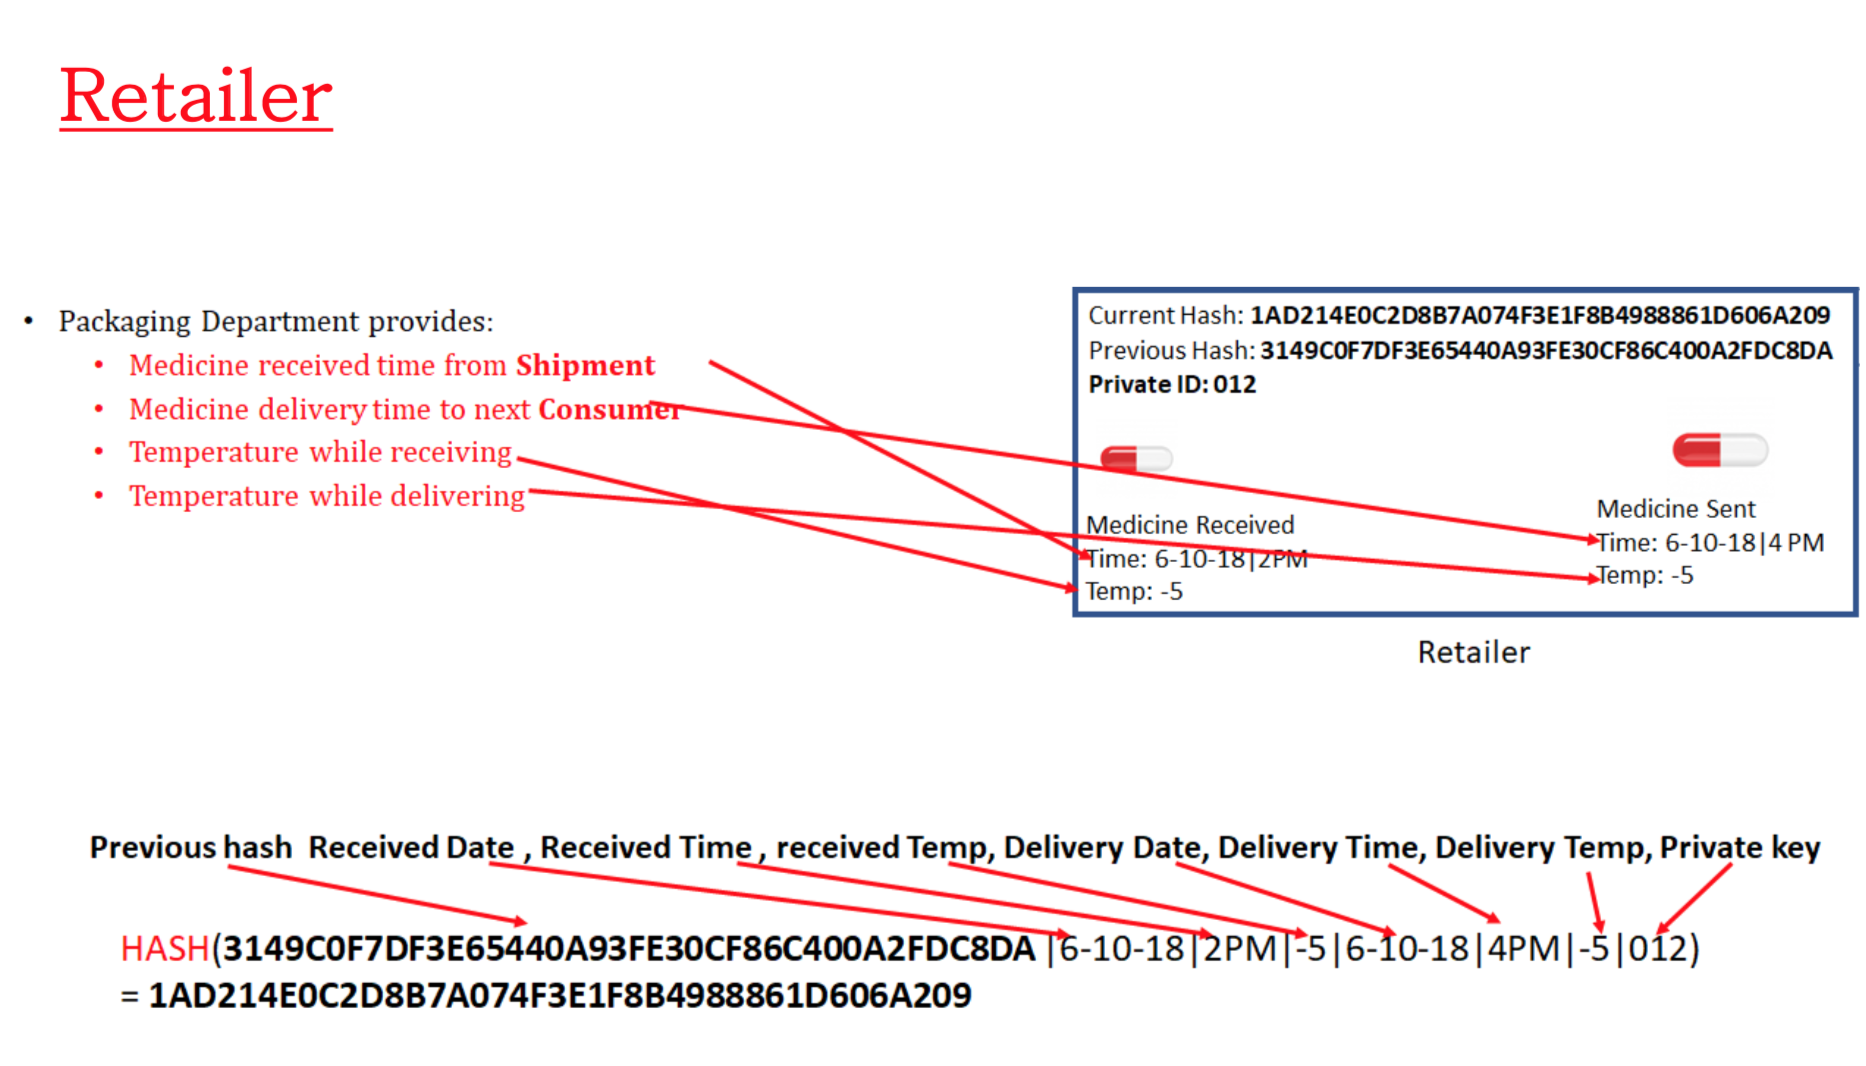 Retailer
• Packaging Department provides:
• Medicine received time from Shipment
• Medicine delivery time to next Consumer
• Temperature while receiving
• Temperature while delivering
Current Hash: 1AD214E0C2D8B7A074F3E1F8B4988861D606A209
Previous Hash: 3149C0F7DF3E65440A93FE30CF86C400A2FDC8DA
Private ID: 012
Medicine Received
Time: 6-10-18|2PM
Temp: -5
Medicine Sent
Time: 6-10-18|4 PM
Temp: -5
Retailer
Previous hash Received Date , Received Time , received Temp, Delivery Date, Delivery Time, Delivery Temp, Private key
HASH(3149C0F7DF3E65440A93FE30CF86C400A2FDC8DA |6-10-18|2PM|-5|6-10-18|4PM|-5|012)
= 1AD214E0C2D8B7A074F3E1F8B4988861D606A209